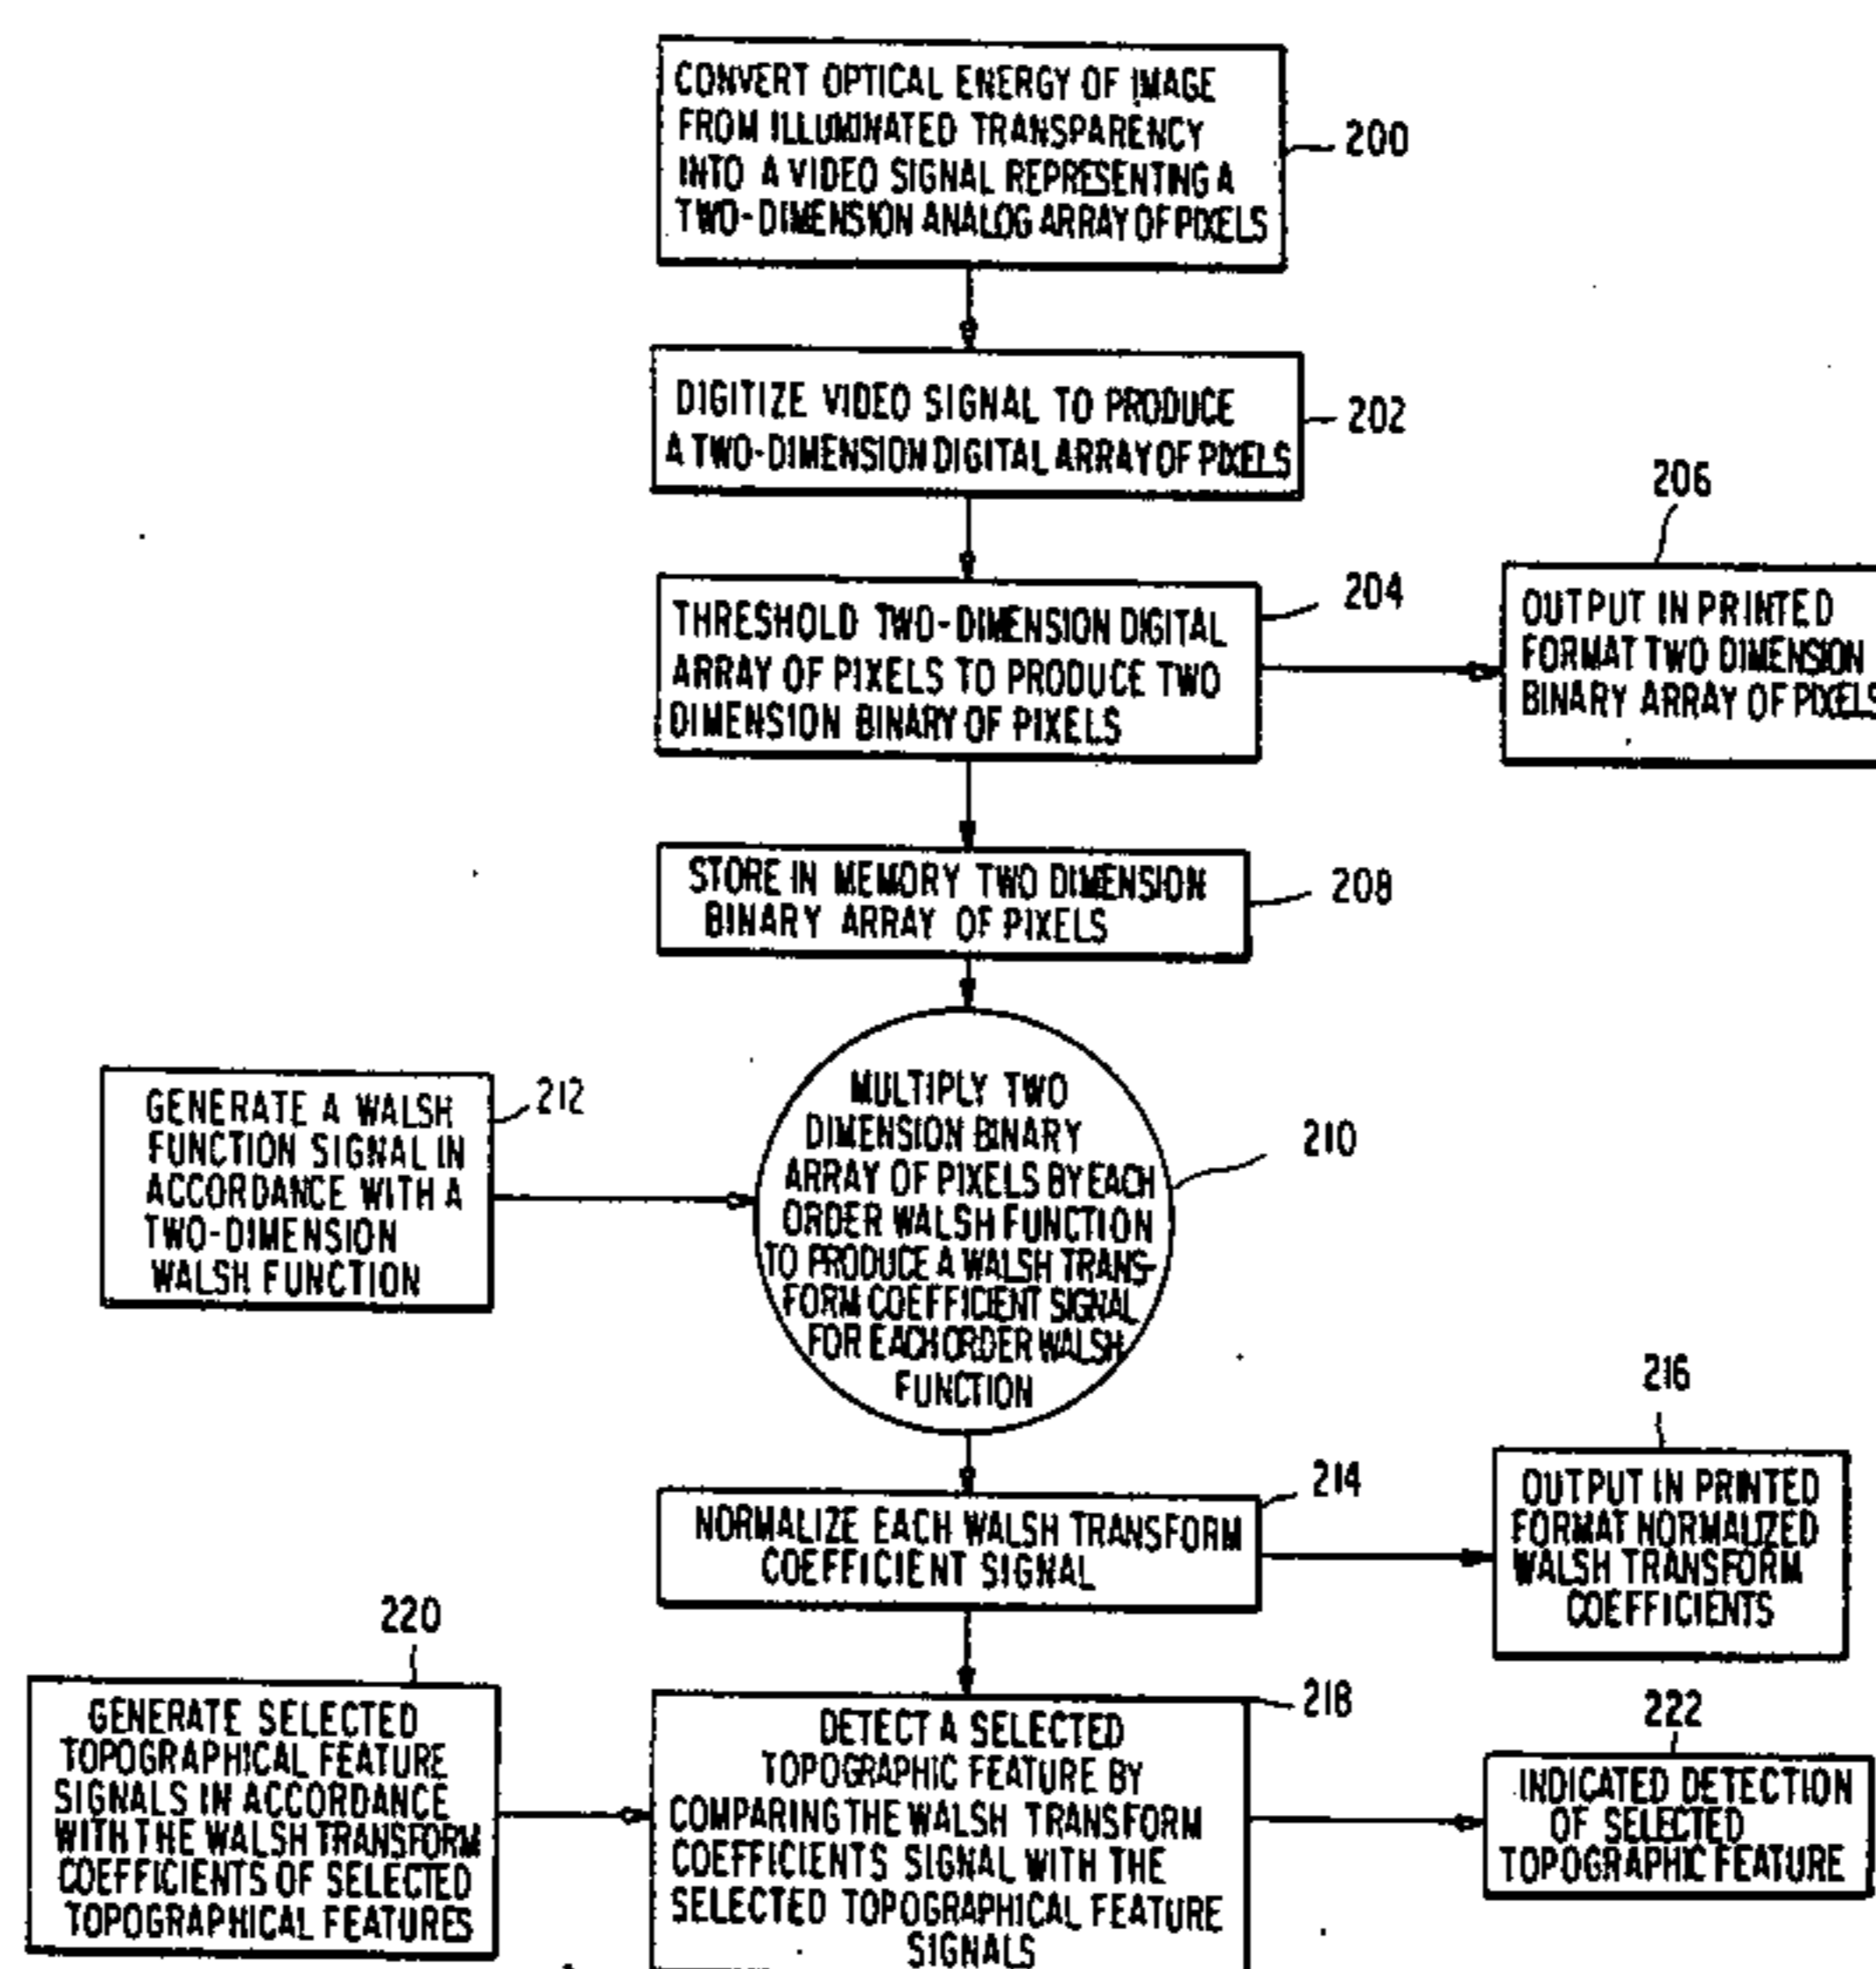 CONVERT OPTICAL ENERGY OF IMAGE
FROM ILLUMINATED TRANSPARENCY
INTO A VIDEO SIGNAL REPRESENTING A
TWO-DIMENSION ANALOG ARRAY OF PIXELS
200
DIGITIZE VIDEO SIGNAL TO PRODUCE
A TWO-DIMENSION DIGITAL ARRAY OF PIXELS
202
THRESHOLD TWO-DIMENSION DIGITAL
ARRAY OF PIXELS TO PRODUCE TWO
DIMENSION BINARY OF PIXELS
204
206
OUTPUT IN PRINTED
FORMAT TWO DIMENSION
BINARY ARRAY OF PIXELS
STORE IN MEMORY TWO DIMENSION
BINARY ARRAY OF PIXELS
208
GENERATE A WALSH
FUNCTION SIGNAL IN
ACCORDANCE WITH A
TWO-DIMENSION
WALSH FUNCTION
212
MULTIPLY TWO
DIMENSION BINARY
ARRAY OF PIXELS BY EACH
ORDER WALSH FUNCTION
TO PRODUCE A WALSH TRANS-
FORM COEFFICIENT SIGNAL
FOR EACH ORDER WALSH
FUNCTION
210
NORMALIZE EACH WALSH TRANSFORM
COEFFICIENT SIGNAL
214
216
OUTPUT IN PRINTED
FORMAT NORMALIZED
WALSH TRANSFORM
COEFFICIENTS
220
GENERATE SELECTED
TOPOGRAPHICAL FEATURE
SIGNALS IN ACCORDANCE
WITH THE WALSH TRANSFORM
COEFFICIENTS OF SELECTED
TOPOGRAPHICAL FEATURES
DETECT A SELECTED
TOPOGRAPHIC FEATURE BY
COMPARING THE WALSH TRANSFORM
COEFFICIENTS SIGNAL WITH THE
SELECTED TOPOGRAPHICAL FEATURE
SIGNALS
218
222
INDICATED DETECTION
OF SELECTED
TOPOGRAPHIC FEATURE